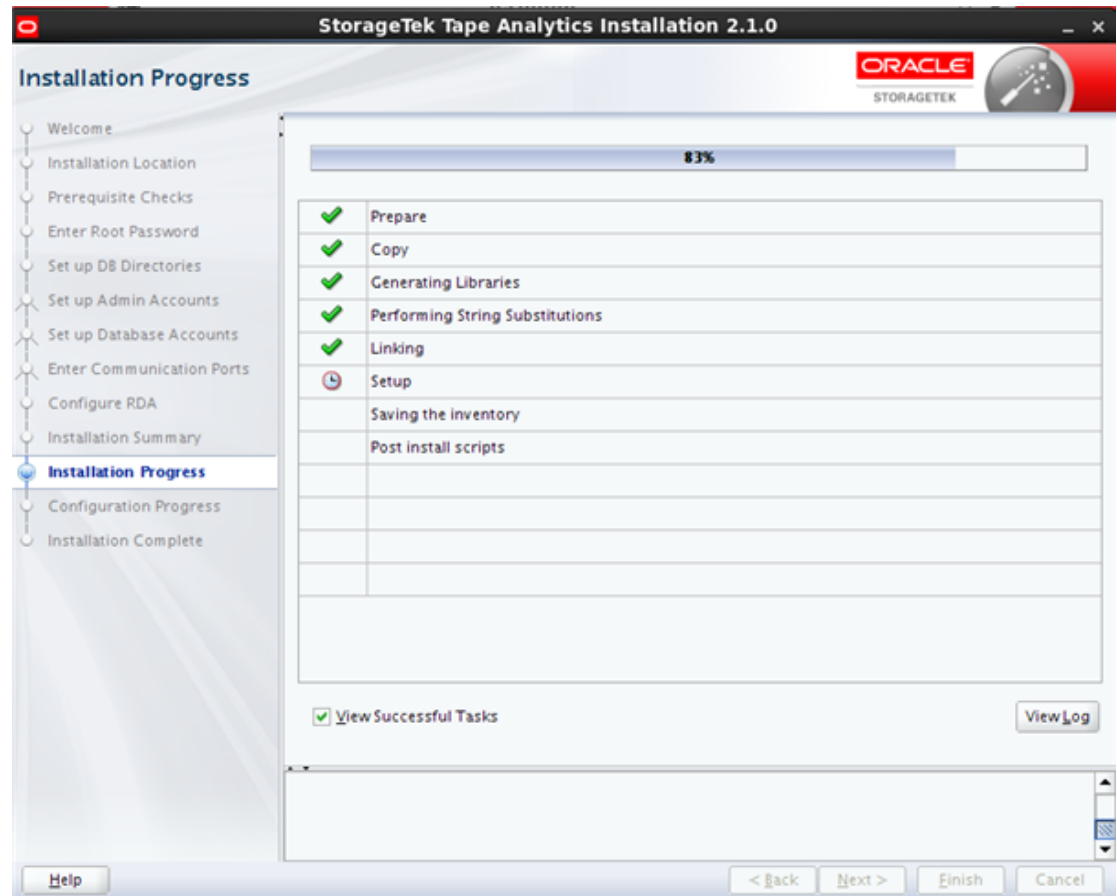 StorageTek Tape Analytics Installation 2.1.0
Installation Progress
ORACLE
STORAGETEK
Welcome
Installation Location
Prerequisite Checks
Enter Root Password
Set up DB Directories
Set up Admin Accounts
Set up Database Accounts
Enter Communication Ports
Configure RDA
Installation Summary
Installation Progress
Configuration Progress
Installation Complete
83%
Prepare
Copy
Generating Libraries
Performing String Substitutions
Linking
Setup
Saving the inventory
Post install scripts
View Successful Tasks
View Log
Help
< Back
Next >
Finish
Cancel